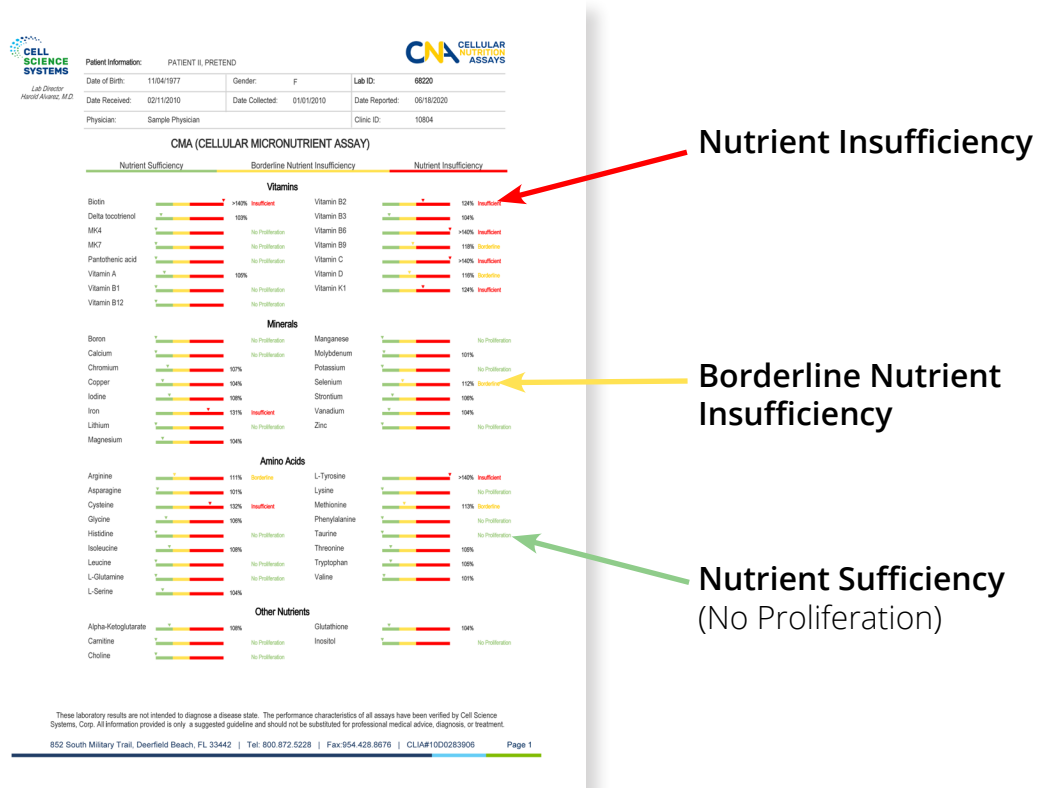 CELL
SCIENCE
SYSTEMS
Lab Director
Harold Alvarez, M.D.
CNA CELLULAR
NUTRITION
ASSAYS
Patient Information: PATIENT II, PRETEND
Date of Birth: 11/04/1977 Gender: F Lab ID: 68220
Date Received: 02/11/2010 Date Collected: 01/01/2010 Date Reported: 06/18/2020
Physician: Sample Physician Clinic ID: 10804
CMA (CELLULAR MICRONUTRIENT ASSAY)
Nutrient Sufficiency Borderline Nutrient Insufficiency Nutrient Insufficiency
Vitamins
Biotin >140% Insufficient Vitamin B2 124% Insufficient
Delta tocotrienol 103% Vitamin B3 104%
MK4 No Proliferation Vitamin B6 >140% Insufficient
MK7 No Proliferation Vitamin B9 118% Borderline
Pantothenic acid No Proliferation Vitamin C >140% Insufficient
Vitamin A 105% Vitamin D 116% Borderline
Vitamin B1 No Proliferation Vitamin K1 124% Insufficient
Vitamin B12 No Proliferation
Minerals
Boron No Proliferation Manganese No Proliferation
Calcium No Proliferation Molybdenum 101%
Chromium 107% Potassium No Proliferation
Copper 104% Selenium 112% Borderline
Iodine 108% Strontium 106%
Iron 131% Insufficient Vanadium 104%
Lithium No Proliferation Zinc No Proliferation
Magnesium 104%
Amino Acids
Arginine 111% Borderline L-Tyrosine >140% Insufficient
Asparagine 101% Lysine No Proliferation
Cysteine 132% Insufficient Methionine 113% Borderline
Glycine 106% Phenylalanine No Proliferation
Histidine No Proliferation Taurine No Proliferation
Isoleucine 108% Threonine 105%
Leucine No Proliferation Tryptophan 105%
L-Glutamine No Proliferation Valine 101%
L-Serine 104%
Other Nutrients
Alpha-Ketoglutarate 108% Glutathione 104%
Carnitine No Proliferation Inositol No Proliferation
Choline No Proliferation
These laboratory results are not intended to diagnose a disease state. The performance characteristics of all assays have been verified by Cell Science
Systems, Corp. All information provided is only a suggested guideline and should not be substituted for professional medical advice, diagnosis, or treatment.
852 South Military Trail, Deerfield Beach, FL 33442 | Tel: 800.872.5228 | Fax:954.428.8676 | CLIA#10D0283906 Page 1
Nutrient Insufficiency
Borderline Nutrient
Insufficiency
Nutrient Sufficiency
(No Proliferation)